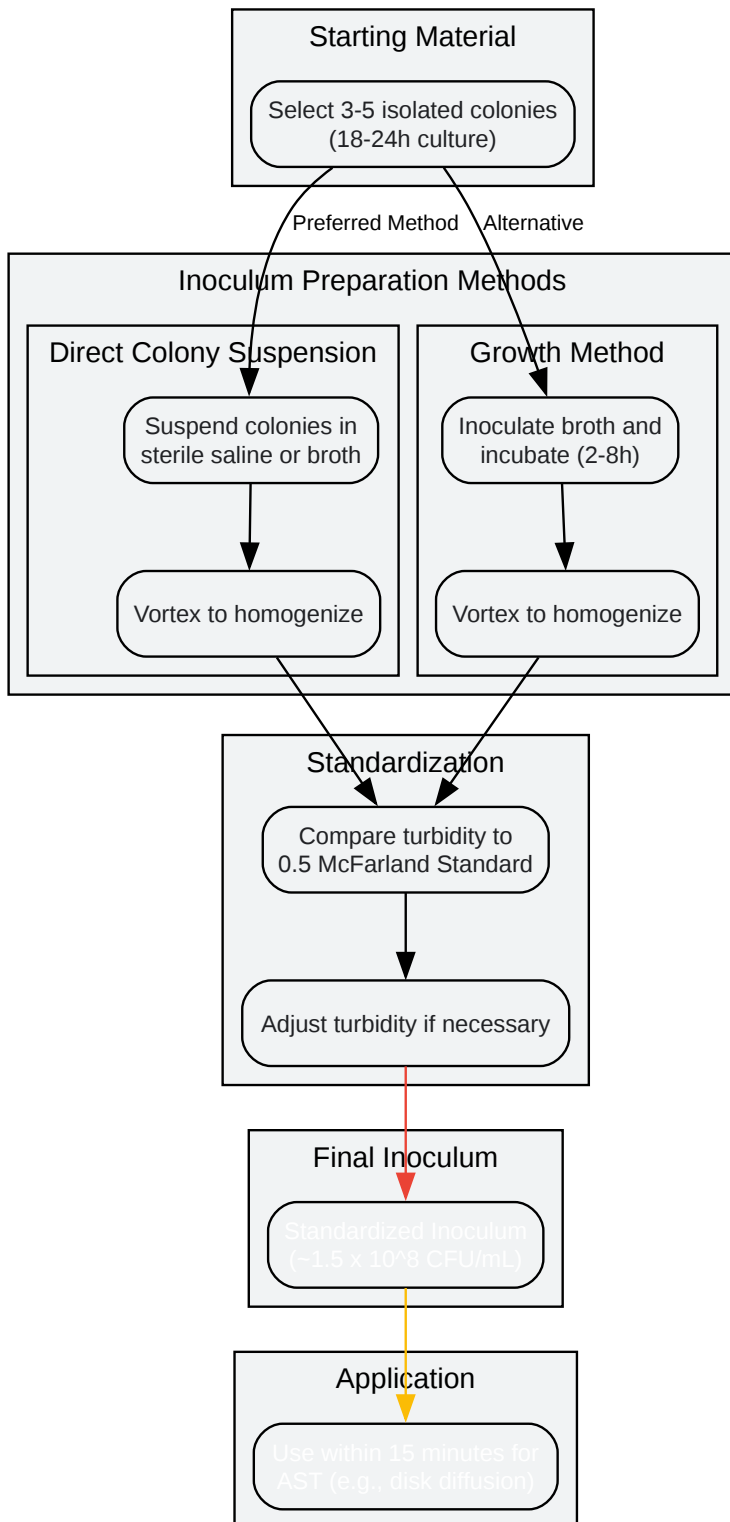 Starting Material
Select 3-5 isolated colonies
(18-24h culture)
Preferred Method
Alternative
Inoculum Preparation Methods
Direct Colony Suspension
Growth Method
Suspend colonies in
sterile saline or broth
Inoculate broth and
incubate (2-8h)
Vortex to homogenize
Vortex to homogenize
Standardization
Compare turbidity to
0.5 McFarland Standard
Adjust turbidity if necessary
Final Inoculum
Standardized Inoculum
(~1.5 x 10^8 CFU/mL)
Application
Use within 15 minutes for
AST (e.g., disk diffusion)